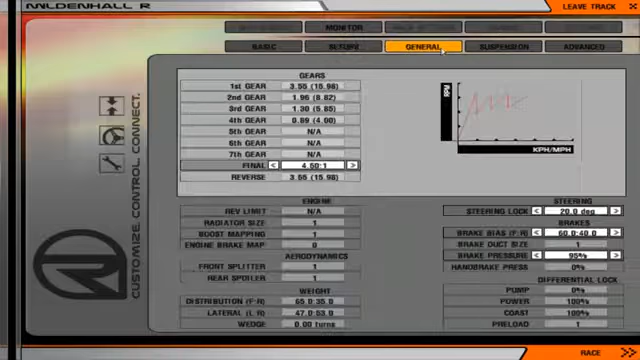 MILDENHALL R
LEAVE TRACK
MONITOR
BASIC
SETUPS
GENERAL
SUSPENSION
ADVANCED
CUSTOMIZE. CONTROL. CONNECT.
GEARS
1st GEAR 3.55 (15.98)
2nd GEAR 1.96 (8.82)
3rd GEAR 1.30 (5.85)
4th GEAR 0.89 (4.00)
5th GEAR N/A
6th GEAR N/A
7th GEAR N/A
FINAL < 4.50:1 >
REVERSE 3.55 (15.98)
KPH/MPH
ENGINE
REV LIMIT N/A
RADIATOR SIZE 1
BOOST MAPPING 1
ENGINE BRAKE MAP 0
AERODYNAMICS
FRONT SPLITTER 1
REAR SPOILER 1
WEIGHT
DISTRIBUTION (F:R) 65.0:35.0
LATERAL (L:R) 47.0:53.0
WEDGE 0.00 turns
STEERING
STEERING LOCK < 20.0 deg >
BRAKES
BRAKE BIAS (F:R) < 60.0:40.0 >
BRAKE DUCT SIZE 1
BRAKE PRESSURE < 95% >
HANDBRAKE PRESS 0%
DIFFERENTIAL LOCK
PUMP 0%
POWER 100%
COAST 100%
PRELOAD 1
RACE >>